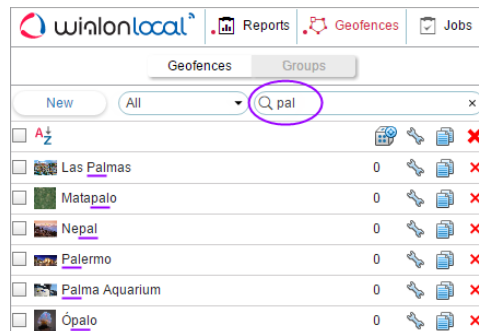 wialonlocal Reports Geofences Jobs
Geofences Groups
New All pal ×
AZ
Las Palmas 0
Matapalo 0
Nepal 0
Palermo 0
Palma Aquarium 0
Ópalo 0